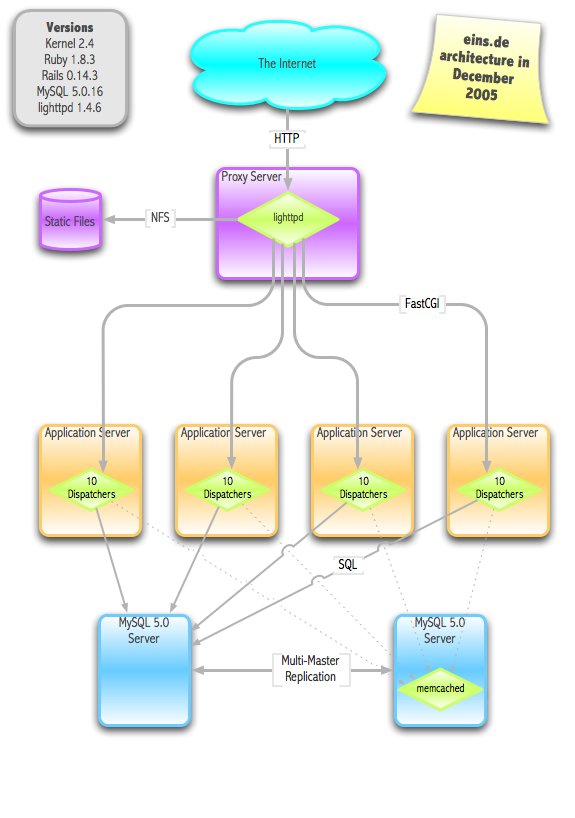 Versions
Kernel 2.4
Ruby 1.8.3
Rails 0.14.3
MySQL 5.0.16
lighttpd 1.4.6
The Internet
eins.de
architecture in
December
2005
HTTP
Proxy Server
lighttpd
NFS
Static Files
FastCGI
Application Server
Application Server
Application Server
Application Server
10
Dispatchers
10
Dispatchers
10
Dispatchers
10
Dispatchers
SQL
MySQL 5.0
Server
MySQL 5.0
Server
Multi-Master
Replication
memcached